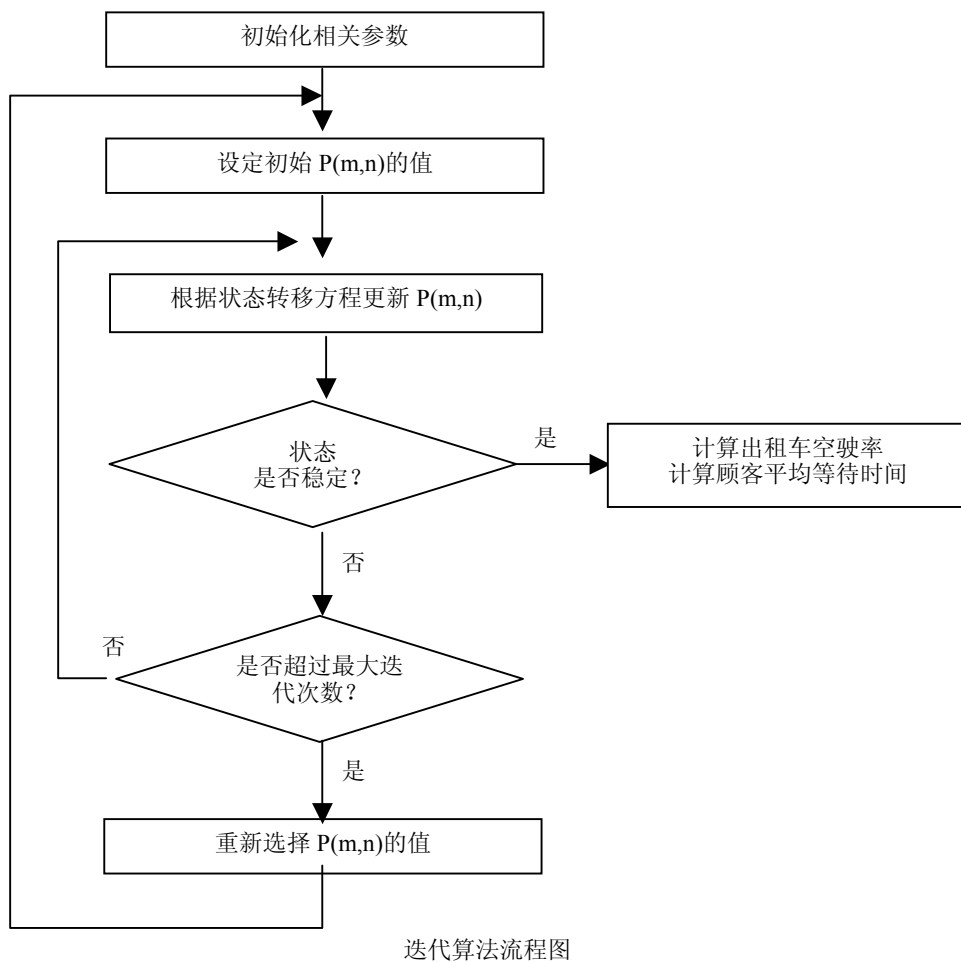 初始化相关参数
设定初始 P(m,n)的值
根据状态转移方程更新 P(m,n)
状态
是否稳定？
是
计算出租车空驶率
计算顾客平均等待时间
否
否
是否超过最大迭
代次数？
是
重新选择 P(m,n)的值
迭代算法流程图